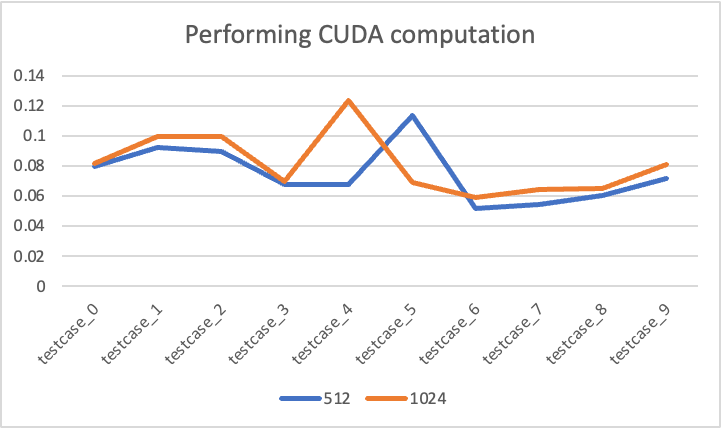 Performing CUDA computation
0.14
0.12
0.1
0.08
0.06
0.04
0.02
0
testcase_0
testcase_1
testcase_2
testcase_3
testcase_4
testcase_5
testcase_6
testcase_7
testcase_8
testcase_9
512 1024